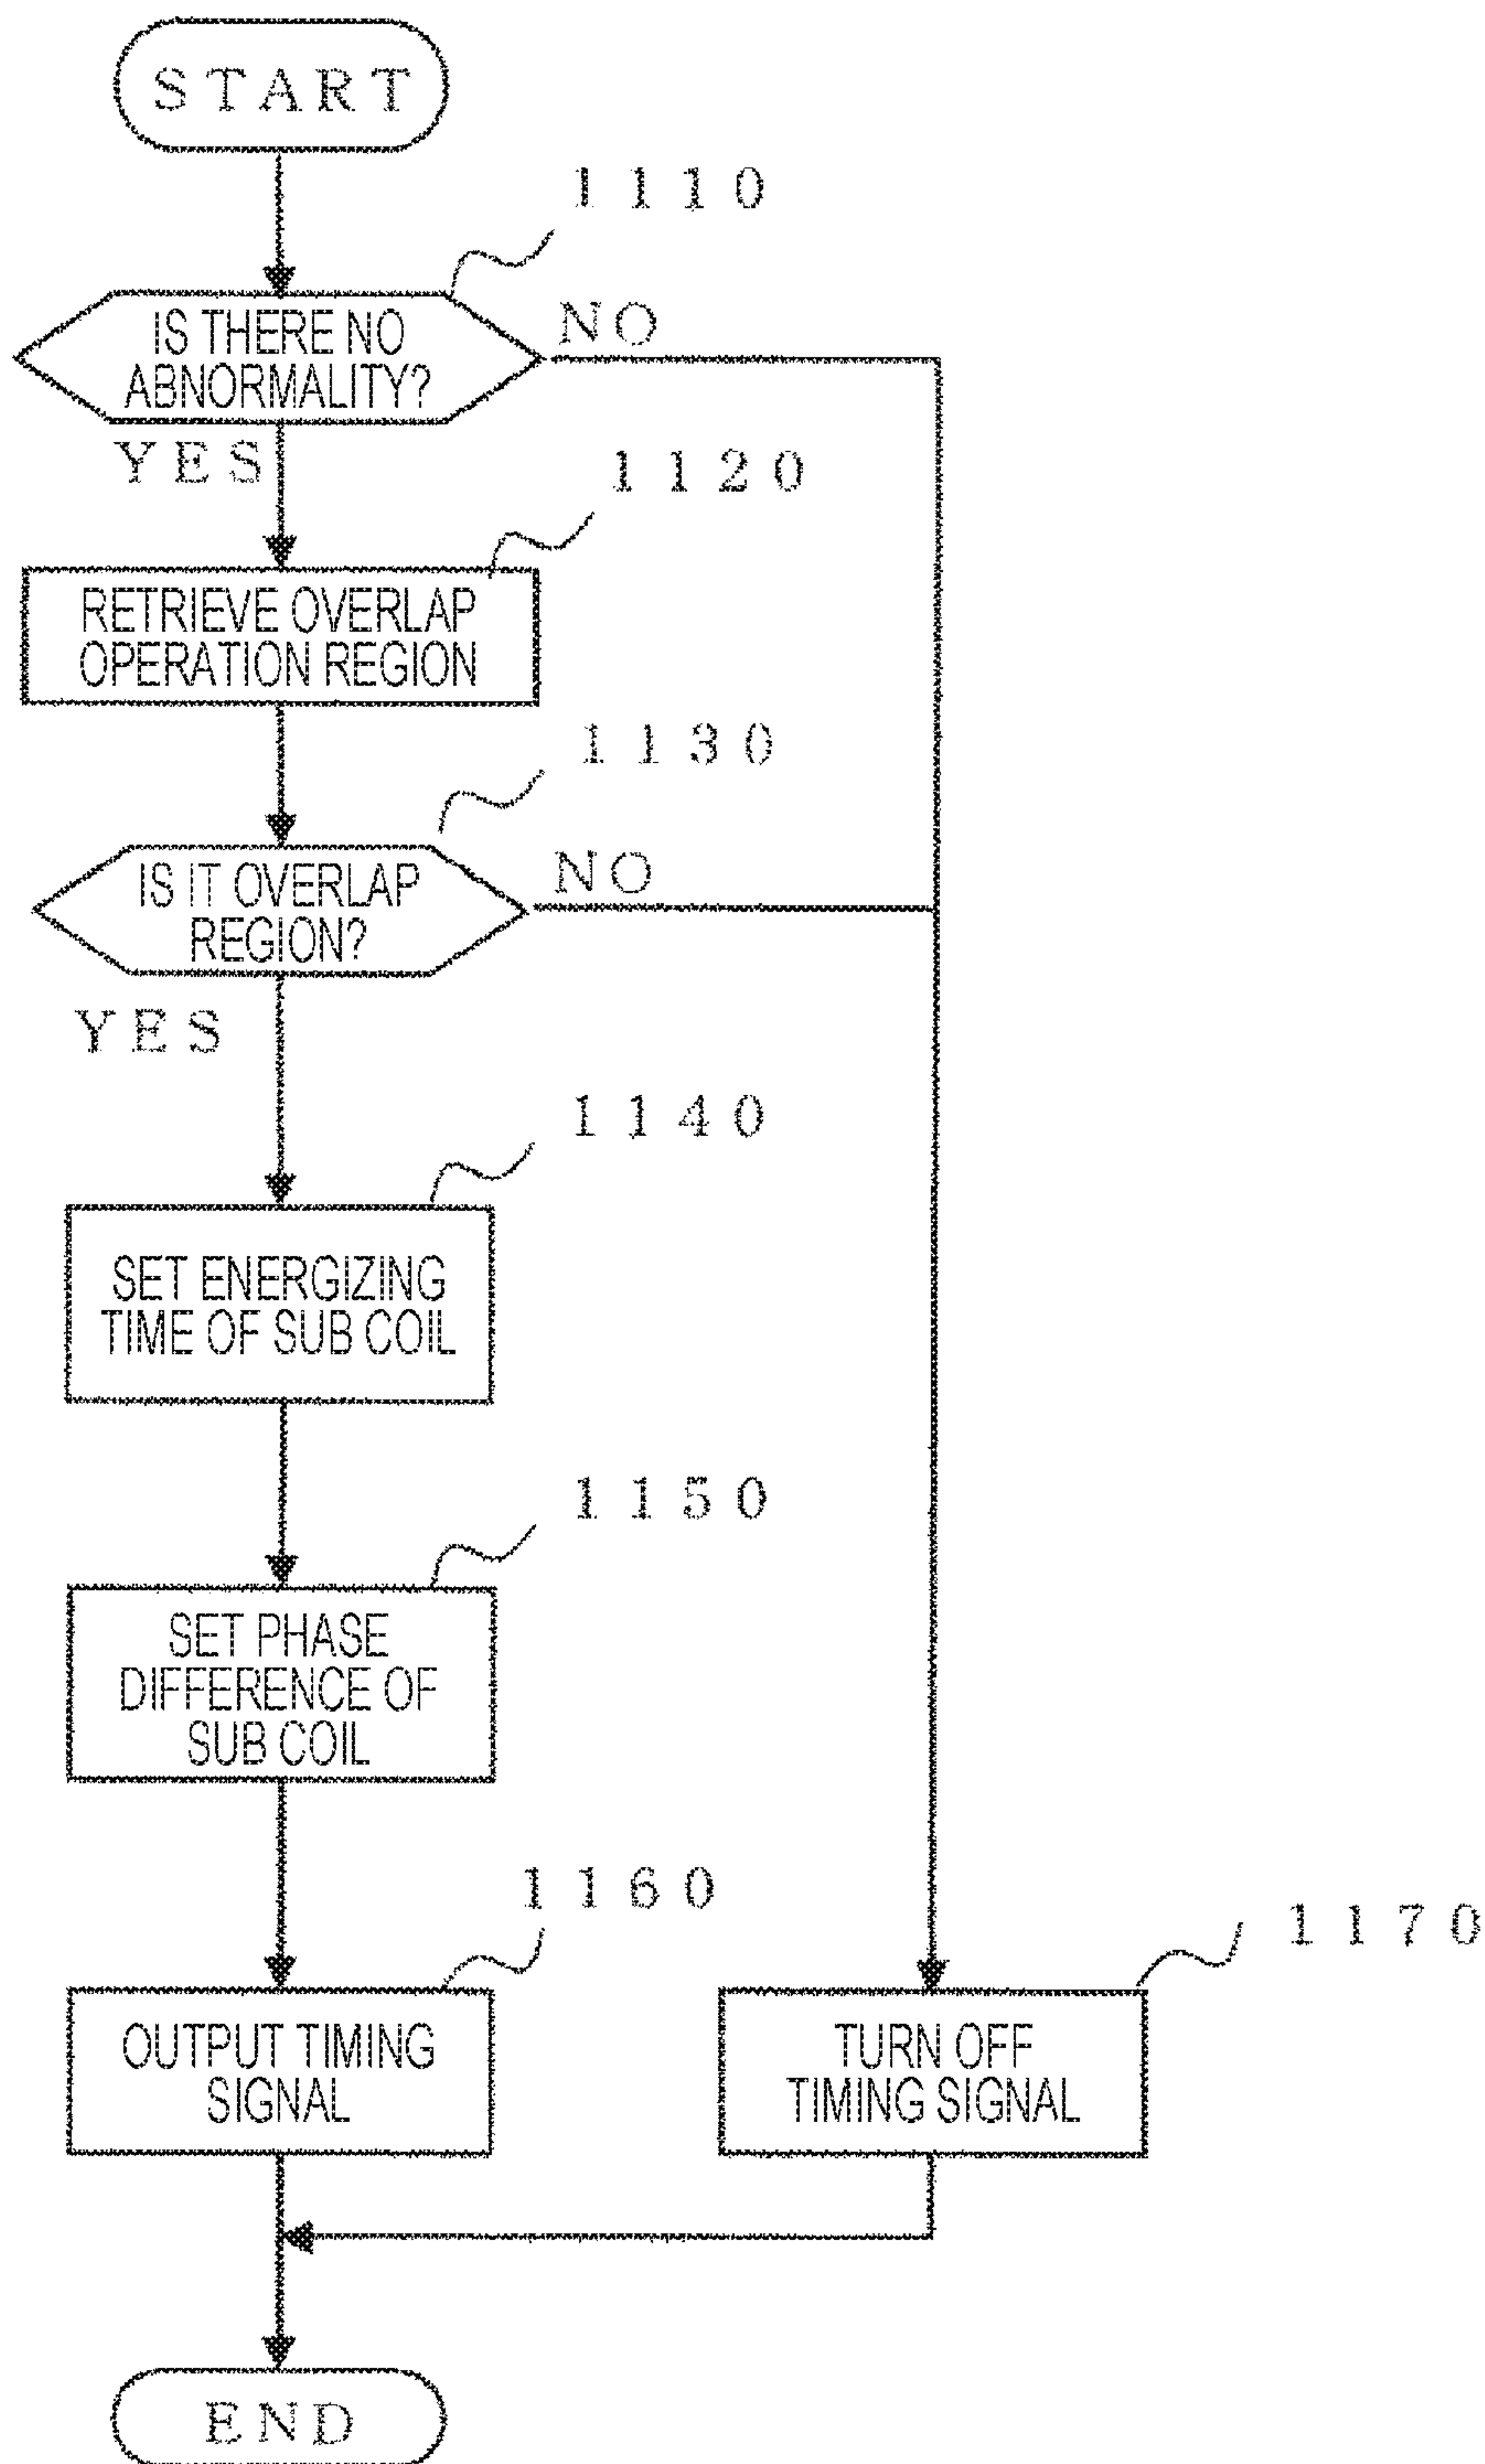 START
1110
IS THERE NO
ABNORMALITY?
NO
YES
1120
RETRIEVE OVERLAP
OPERATION REGION
1130
IS IT OVERLAP
REGION?
NO
YES
1140
SET ENERGIZING
TIME OF SUB COIL
1150
SET PHASE
DIFFERENCE OF
SUB COIL
1160
OUTPUT TIMING
SIGNAL
1170
TURN OFF
TIMING SIGNAL
END